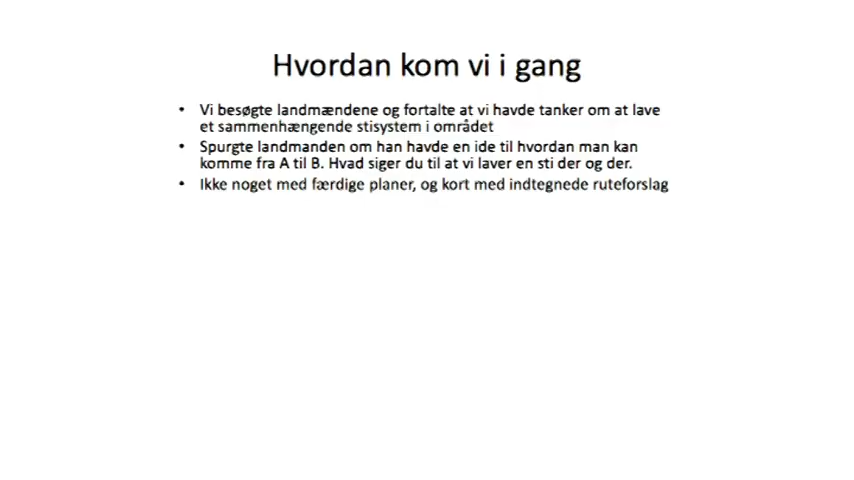 Hvordan kom vi i gang
• Vi besøgte landmændene og fortalte at vi havde tanker om at lave
et sammenhængende stisystem i området
• Spurgte landmanden om han havde en ide til hvordan man kan
komme fra A til B. Hvad siger du til at vi laver en sti der og der.
• Ikke noget med færdige planer, og kort med indtegnede ruteforslag